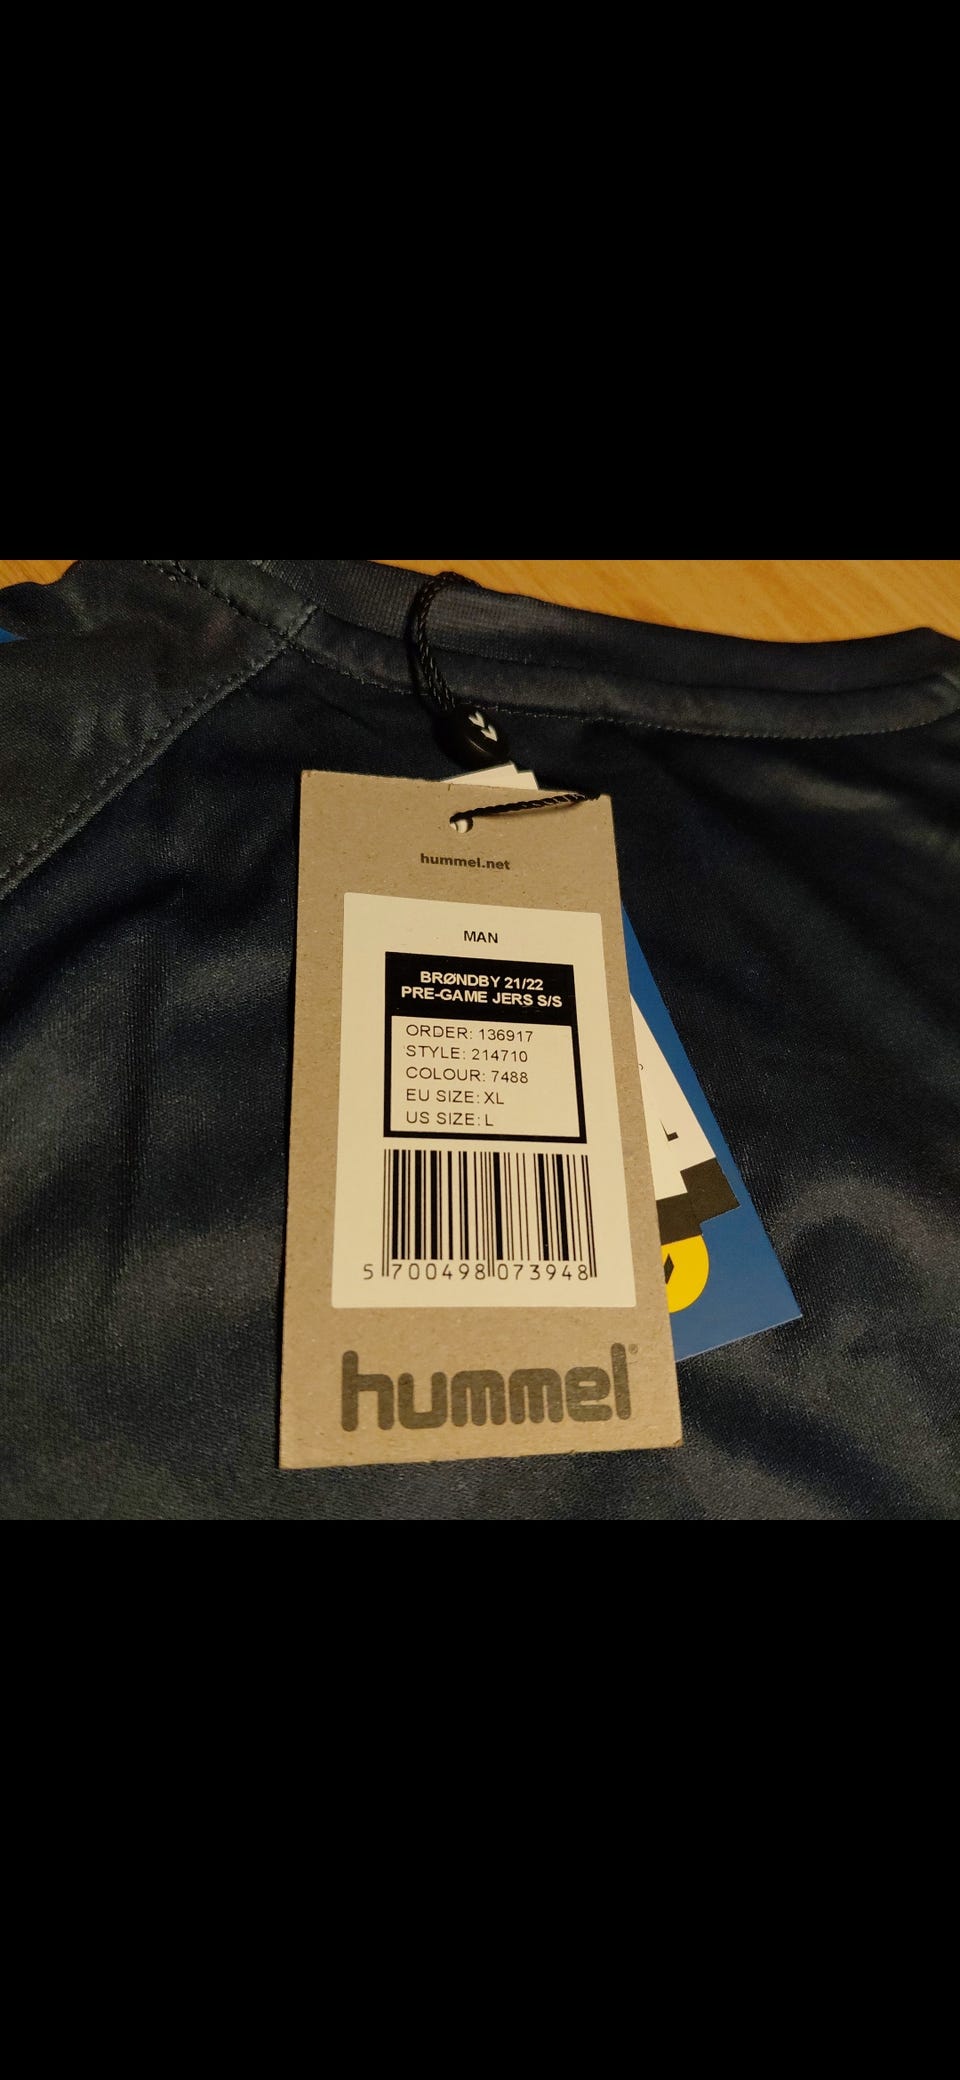 hummel.net
MAN
BRØNDBY 21/22
PRE-GAME JERS S/S
ORDER: 136917
STYLE: 214710
COLOUR: 7488
EU SIZE: XL
US SIZE: L
5 700498 073948
hummel®